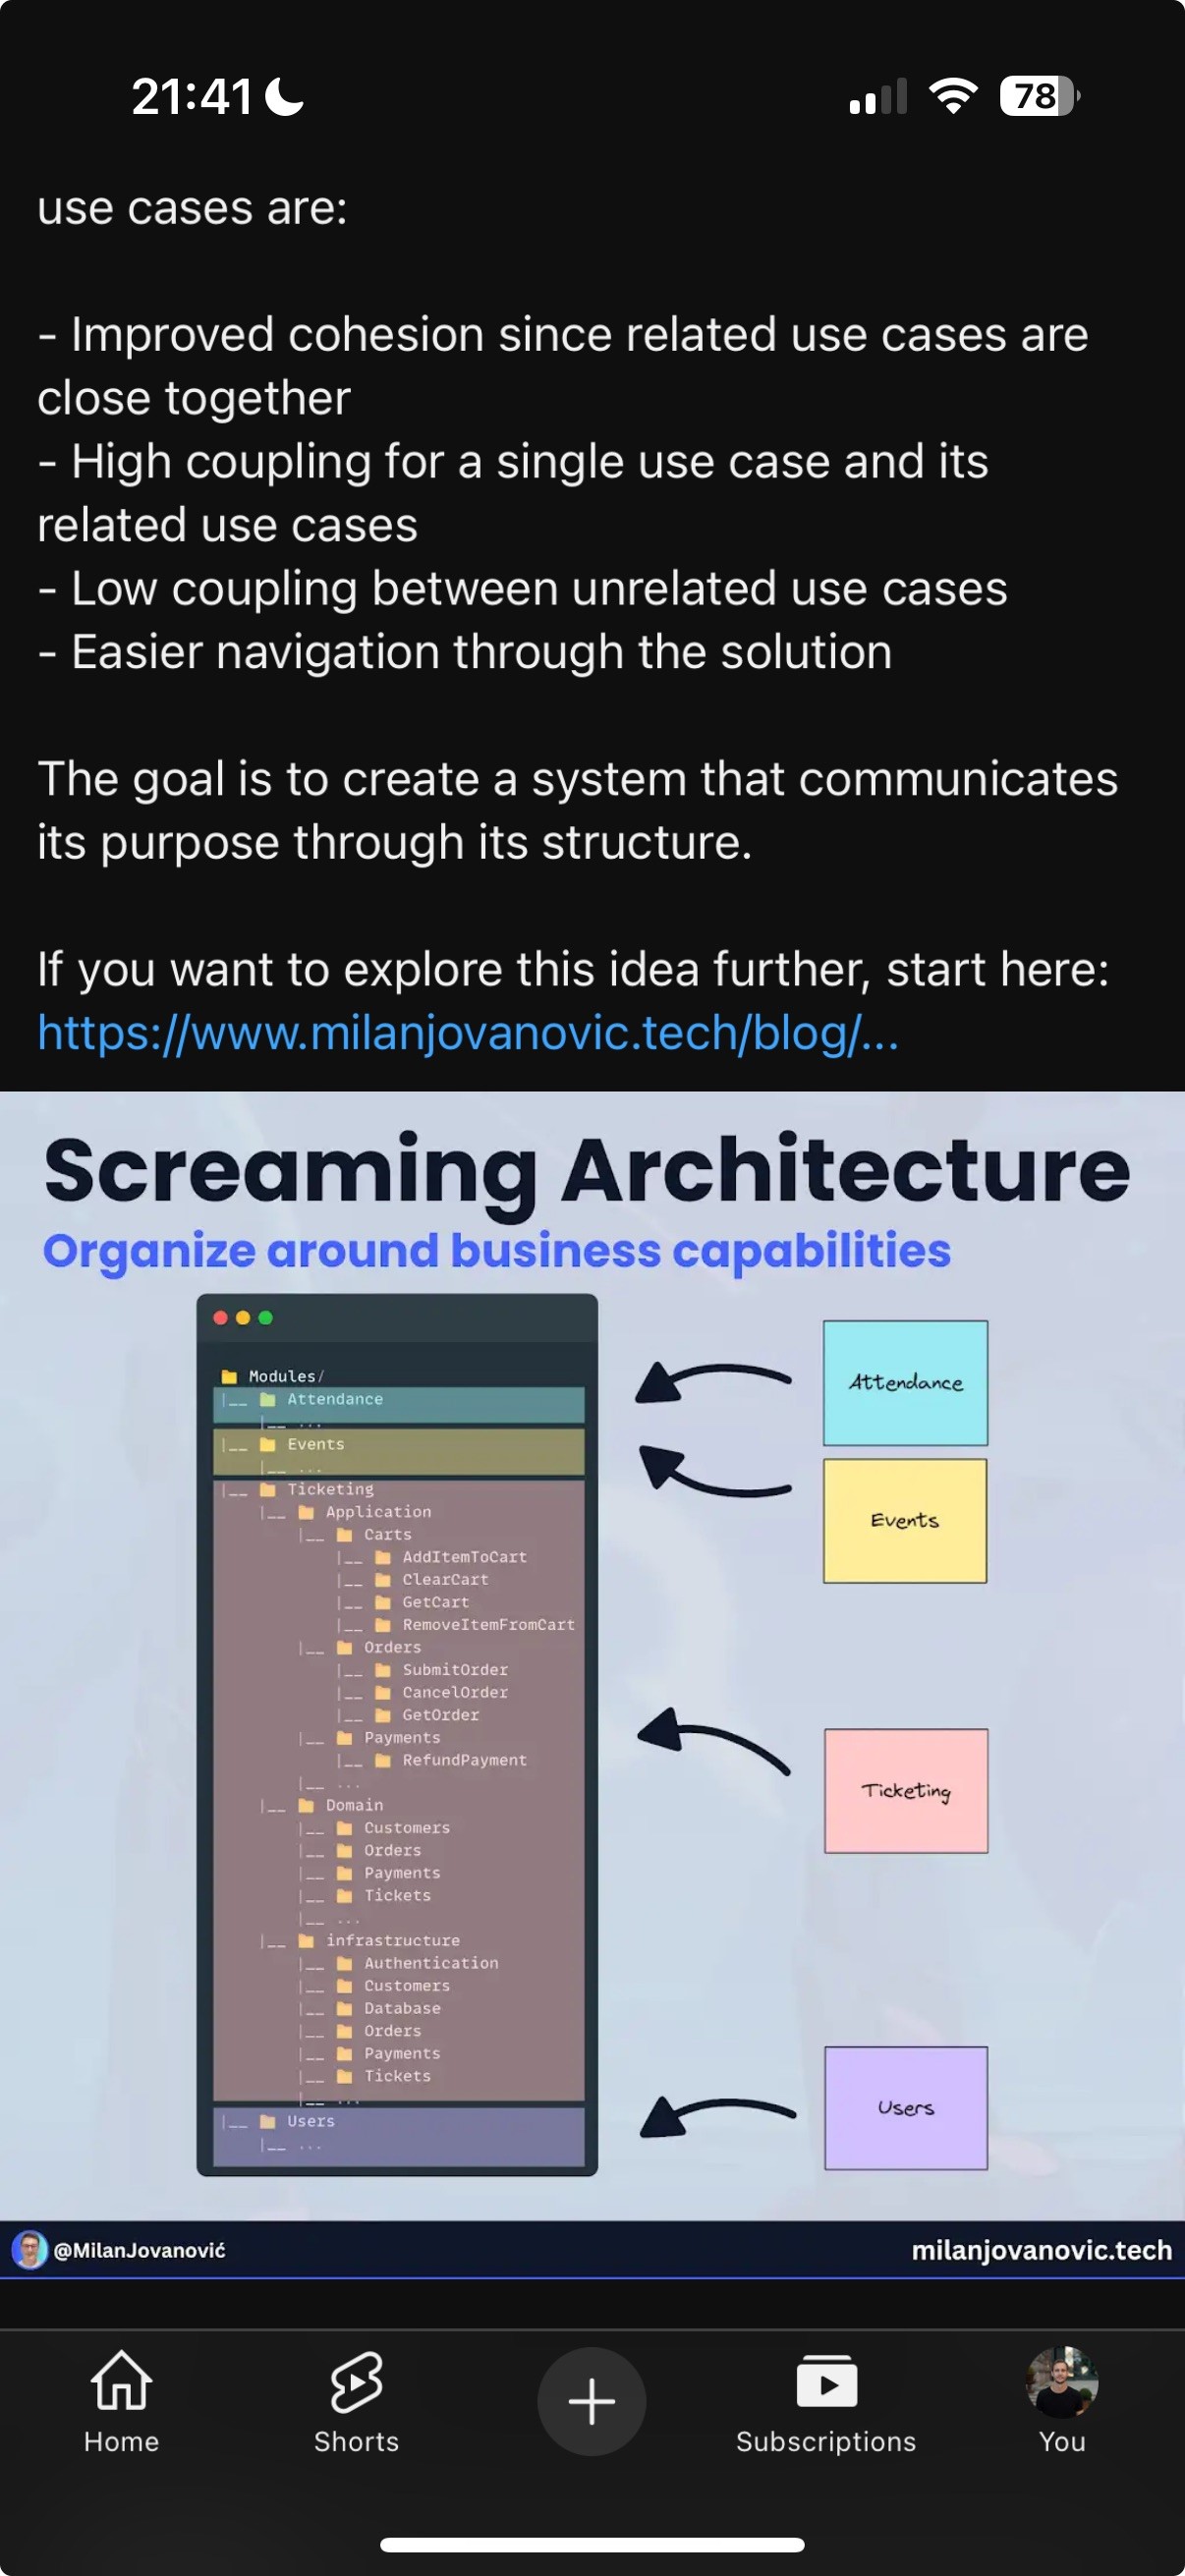 21:41
78
use cases are:
- Improved cohesion since related use cases are
close together
- High coupling for a single use case and its
related use cases
- Low coupling between unrelated use cases
- Easier navigation through the solution
The goal is to create a system that communicates
its purpose through its structure.
If you want to explore this idea further, start here:
https://www.milanjovanovic.tech/blog/...
Screaming Architecture
Organize around business capabilities
Modules/
|__ Attendance
|__ ...
|__ Events
|__ ...
|__ Ticketing
|__ Application
|__ Carts
|__ AddItemToCart
|__ ClearCart
|__ GetCart
|__ RemoveItemFromCart
|__ Orders
|__ SubmitOrder
|__ CancelOrder
|__ GetOrder
|__ Payments
|__ RefundPayment
|__ ...
|__ Domain
|__ Customers
|__ Orders
|__ Payments
|__ Tickets
|__ ...
|__ infrastructure
|__ Authentication
|__ Customers
|__ Database
|__ Orders
|__ Payments
|__ Tickets
|__ ...
|__ Users
|__ ...
Attendance
Events
Ticketing
Users
@MilanJovanović
milanjovanovic.tech
Home
Shorts
Subscriptions
You